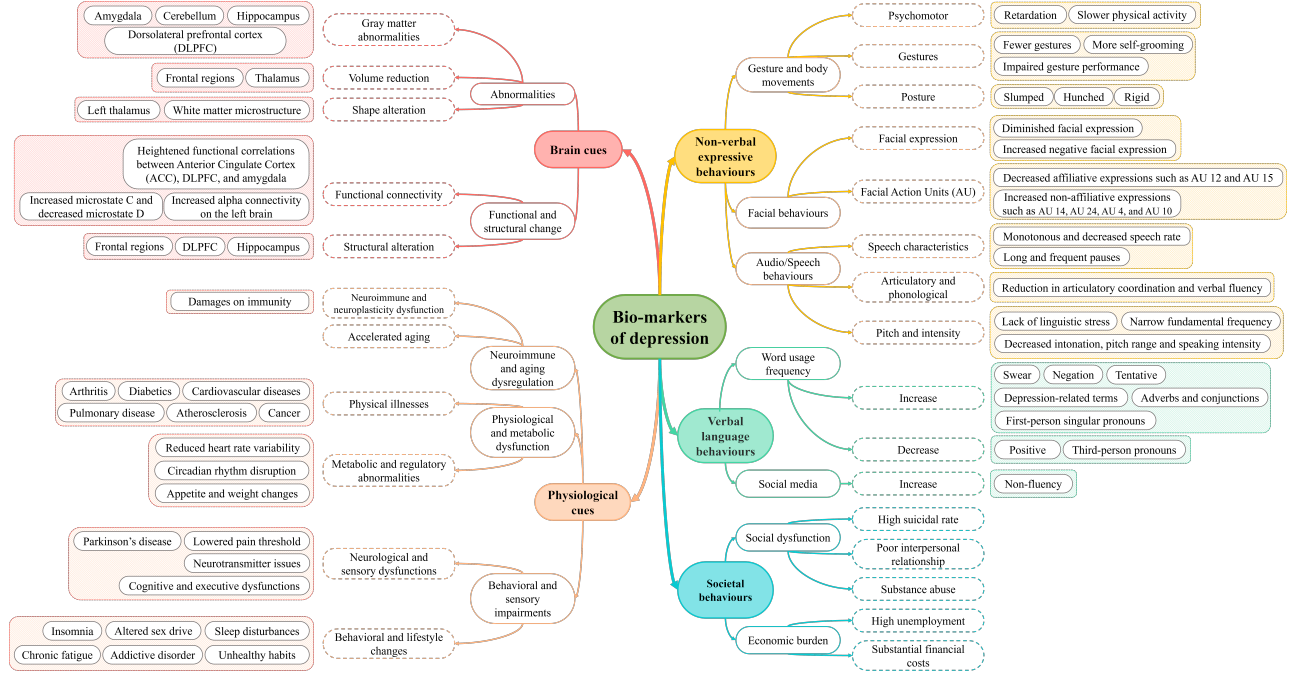 Bio-markers
of depression
Brain cues
Abnormalities
Gray matter
abnormalities
Amygdala
Cerebellum
Hippocampus
Dorsolateral prefrontal cortex
(DLPFC)
Volume reduction
Frontal regions
Thalamus
Shape alteration
Left thalamus
White matter microstructure
Functional and
structural change
Functional connectivity
Heightened functional correlations
between Anterior Cingulate Cortex
(ACC), DLPFC, and amygdala
Increased microstate C and
decreased microstate D
Increased alpha connectivity
on the left brain
Structural alteration
Frontal regions
DLPFC
Hippocampus
Physiological
cues
Neuroimmune
and aging
dysregulation
Neuroimmune and
neuroplasticity dysfunction
Damages on immunity
Accelerated aging
Physiological
and metabolic
dysfunction
Physical illnesses
Arthritis
Diabetics
Cardiovascular diseases
Pulmonary disease
Atherosclerosis
Cancer
Metabolic and regulatory
abnormalities
Reduced heart rate variability
Circadian rhythm disruption
Appetite and weight changes
Behavioral and
sensory
impairments
Neurological and
sensory dysfunctions
Parkinson's disease
Lowered pain threshold
Neurotransmitter issues
Cognitive and executive dysfunctions
Behavioral and lifestyle
changes
Insomnia
Altered sex drive
Sleep disturbances
Chronic fatigue
Addictive disorder
Unhealthy habits
Non-verbal
expressive
behaviours
Gesture and body
movements
Psychomotor
Retardation
Slower physical activity
Gestures
Fewer gestures
More self-grooming
Impaired gesture performance
Posture
Slumped
Hunched
Rigid
Facial behaviours
Facial expression
Diminished facial expression
Increased negative facial expression
Facial Action Units (AU)
Decreased affiliative expressions such as AU 12 and AU 15
Increased non-affiliative expressions
such as AU 14, AU 24, AU 4, and AU 10
Audio/Speech
behaviours
Speech characteristics
Monotonous and decreased speech rate
Long and frequent pauses
Articulatory and
phonological
Reduction in articulatory coordination and verbal fluency
Pitch and intensity
Lack of linguistic stress
Narrow fundamental frequency
Decreased intonation, pitch range and speaking intensity
Verbal
language
behaviours
Word usage
frequency
Increase
Swear
Negation
Tentative
Depression-related terms
Adverbs and conjunctions
First-person singular pronouns
Decrease
Positive
Third-person pronouns
Social media
Increase
Non-fluency
Societal
behaviours
Social dysfunction
High suicidal rate
Poor interpersonal
relationship
Substance abuse
Economic burden
High unemployment
Substantial financial
costs